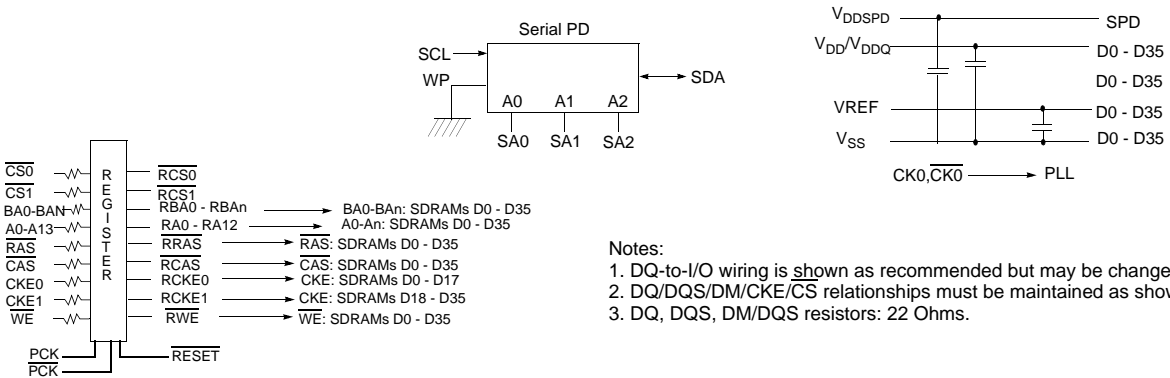 Serial PD
SCL
WP
SDA
A0 A1 A2
SA0 SA1 SA2
VDDSPD SPD
VDD/VDDQ D0 - D35
D0 - D35
VREF D0 - D35
VSS D0 - D35
CK0,CK0 PLL
REGISTER
CS0 RCS0
CS1 RCS1
BA0-BAN RBA0 - RBAn BA0-BAn: SDRAMs D0 - D35
A0-A13 RA0 - RA12 A0-An: SDRAMs D0 - D35
RAS RRAS RAS: SDRAMs D0 - D35
CAS RCAS CAS: SDRAMs D0 - D35
CKE0 RCKE0 CKE: SDRAMs D0 - D17
CKE1 RCKE1 CKE: SDRAMs D18 - D35
WE RWE WE: SDRAMs D0 - D35
PCK RESET
PCK
Notes:
1. DQ-to-I/O wiring is shown as recommended but may be change
2. DQ/DQS/DM/CKE/CS relationships must be maintained as show
3. DQ, DQS, DM/DQS resistors: 22 Ohms.